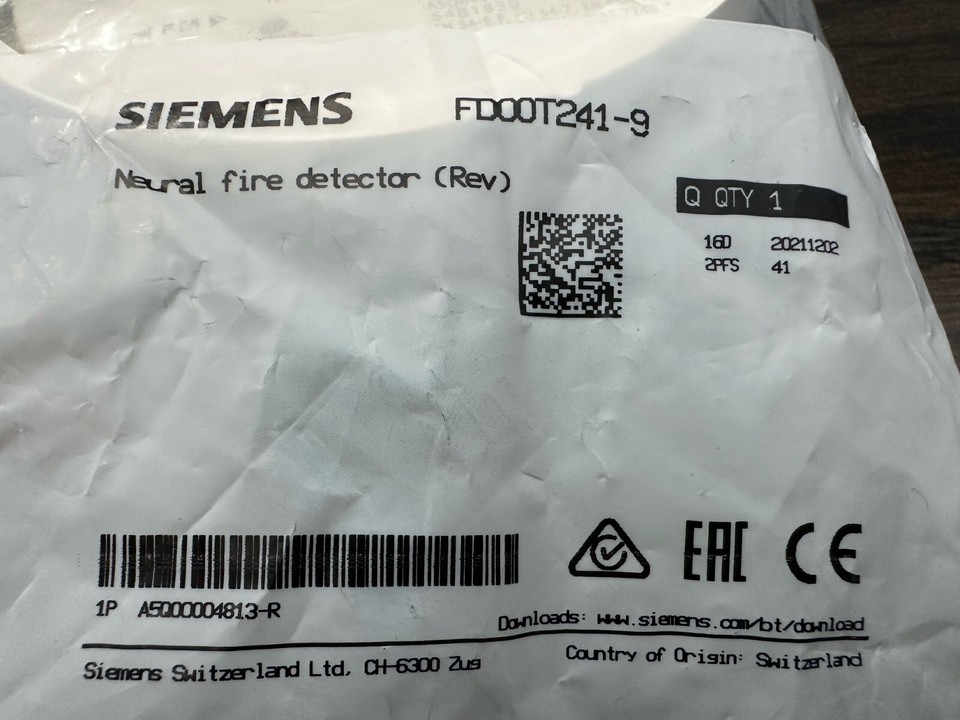 SIEMENS
FDOOT241-9
Neural fire detector (Rev)
Q QTY 1
16D 20211202
2PFS 41
1P A5Q00004813-R
EAC
CE
Downloads: www.siemens.com/bt/download
Siemens Switzerland Ltd, CH-6300 Zug
Country of Origin: Switzerland